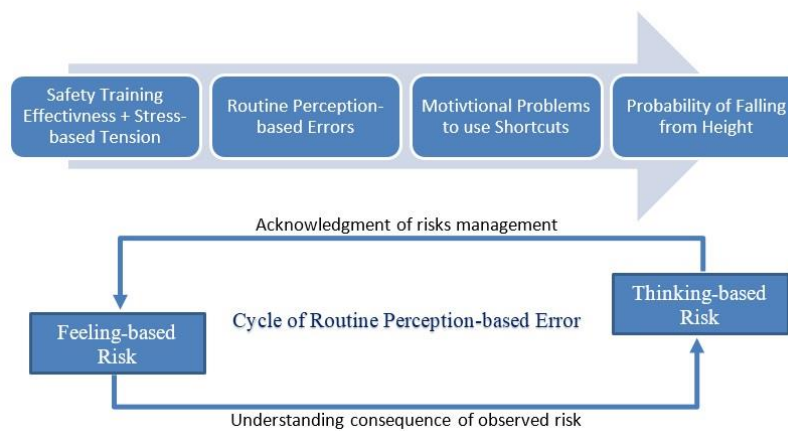 Safety Training
Effectivness + Stress-
based Tension
Routine Perception-
based Errors
Motivtional Problems
to use Shortcuts
Probability of Falling
from Height
Acknowledgment of risks management
Thinking-based
Risk
Cycle of Routine Perception-based Error
Feeling-based
Risk
Understanding consequence of observed risk